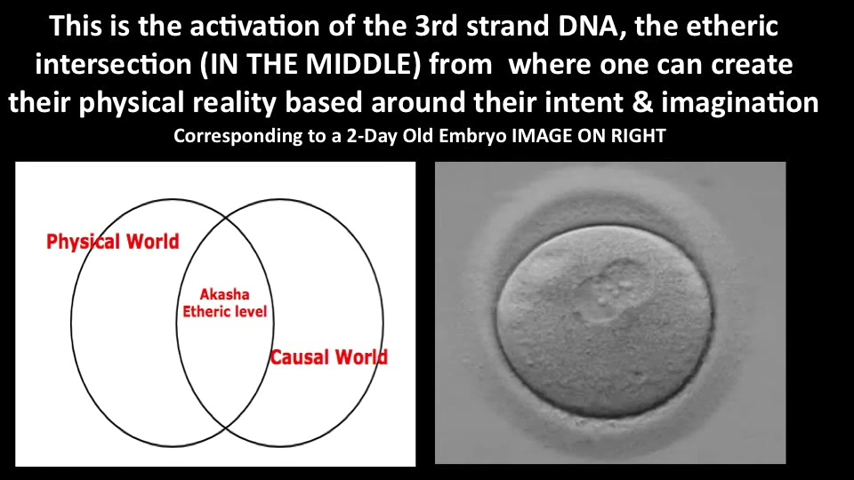 This is the activation of the 3rd strand DNA, the etheric
intersection (IN THE MIDDLE) from  where one can create
their physical reality based around their intent & imagination
Corresponding to a 2-Day Old Embryo IMAGE ON RIGHT
Physical World
Akasha
Etheric level
Causal World